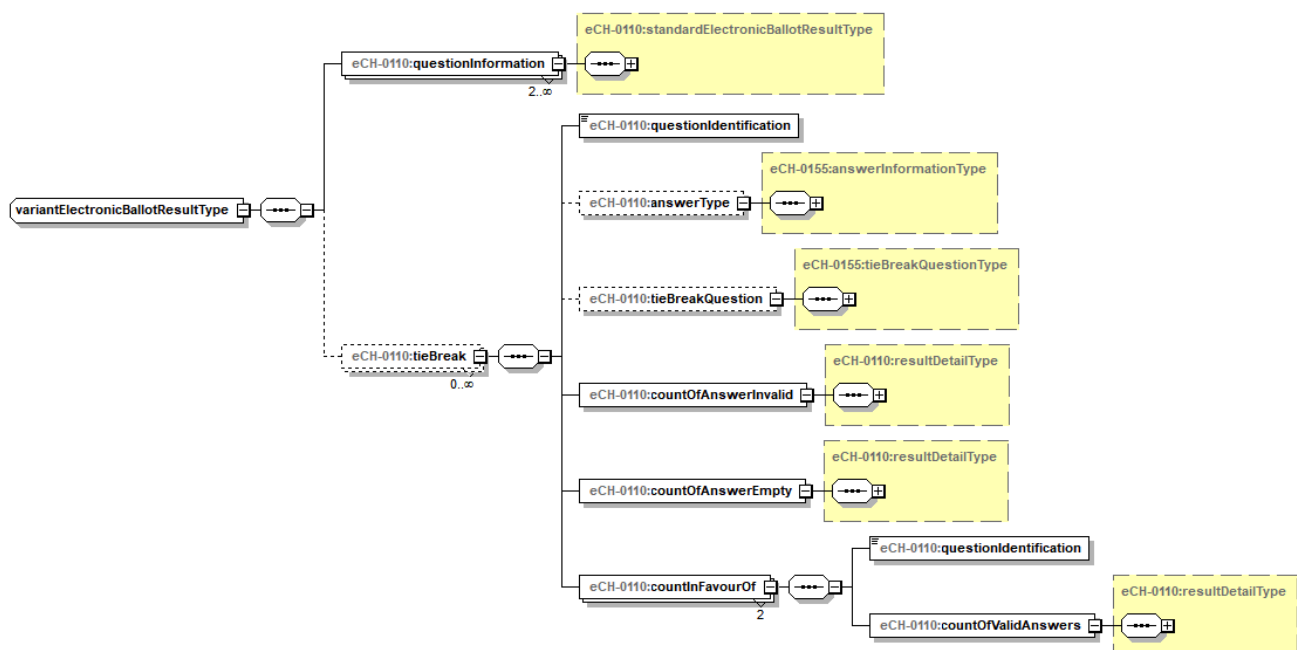 eCH-0110:standardElectronicBallotResultType
eCH-0110:questionInformation
2..∞
eCH-0110:questionIdentification
eCH-0155:answerInformationType
eCH-0110:answerType
variantElectronicBallotResultType
eCH-0155:tieBreakQuestionType
eCH-0110:tieBreakQuestion
eCH-0110:tieBreak
0..∞
eCH-0110:resultDetailType
eCH-0110:countOfAnswerInvalid
eCH-0110:resultDetailType
eCH-0110:countOfAnswerEmpty
eCH-0110:questionIdentification
eCH-0110:countInFavourOf
2
eCH-0110:resultDetailType
eCH-0110:countOfValidAnswers